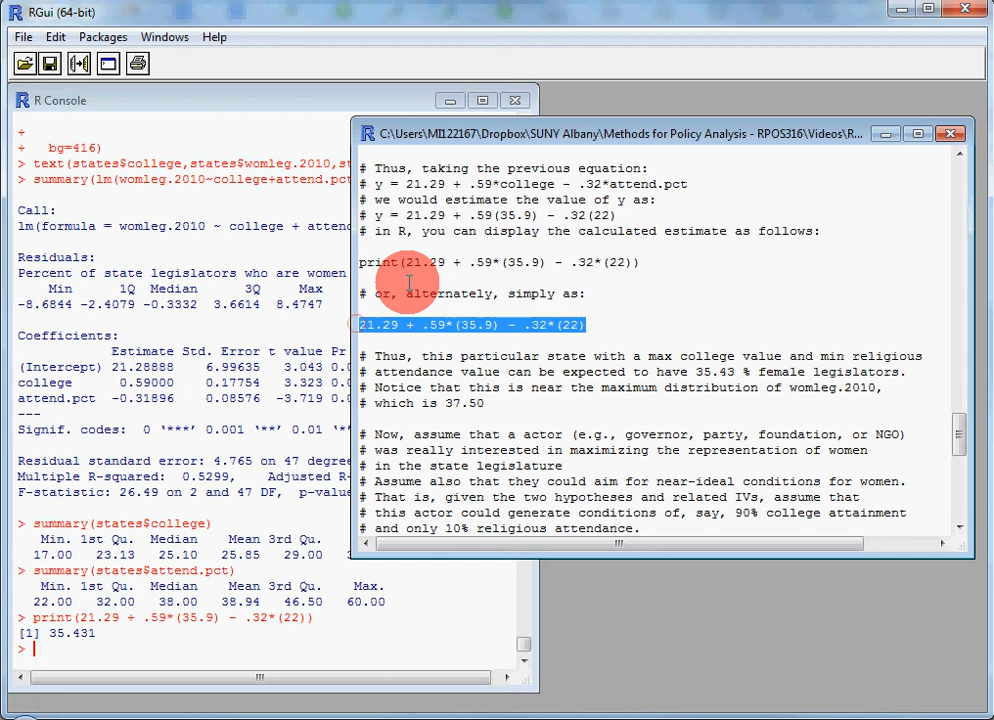 RGui (64-bit)
File Edit Packages Windows Help
R Console
+
+   bg=416)
> text(states$college,states$womleg.2010,st
> summary(lm(womleg.2010~college+attend.pct
Call:
lm(formula = womleg.2010 ~ college + attend
Residuals:
Percent of state legislators who are women
Min 1Q Median 3Q Max
-8.6844 -2.4079 -0.3332 3.6614 8.4747
Coefficients:
Estimate Std. Error t value Pr
(Intercept) 21.28888 6.99635 3.043 0.0
college 0.59000 0.17754 3.323 0.0
attend.pct -0.31896 0.08576 -3.719 0.0
---
Signif. codes: 0 ‘***’ 0.001 ‘**’ 0.01 ‘*
Residual standard error: 4.765 on 47 degree
Multiple R-squared: 0.5299, Adjusted R-
F-statistic: 26.49 on 2 and 47 DF, p-value
> summary(states$college)
Min. 1st Qu. Median Mean 3rd Qu.
17.00 23.13 25.10 25.85 29.00
> summary(states$attend.pct)
Min. 1st Qu. Median Mean 3rd Qu. Max.
22.00 32.00 38.00 38.94 46.50 60.00
> print(21.29 + .59*(35.9) - .32*(22))
[1] 35.431
>
C:\Users\MI122167\Dropbox\SUNY Albany\Methods for Policy Analysis - RPOS316\Videos\R...
# Thus, taking the previous equation:
# y = 21.29 + .59*college - .32*attend.pct
# we would estimate the value of y as:
# y = 21.29 + .59(35.9) - .32(22)
# in R, you can display the calculated estimate as follows:
print(21.29 + .59*(35.9) - .32*(22))
# or, alternately, simply as:
21.29 + .59*(35.9) - .32*(22)
# Thus, this particular state with a max college value and min religious
# attendance value can be expected to have 35.43 % female legislators.
# Notice that this is near the maximum distribution of womleg.2010,
# which is 37.50
# Now, assume that a actor (e.g., governor, party, foundation, or NGO)
# was really interested in maximizing the representation of women
# in the state legislature
# Assume also that they could aim for near-ideal conditions for women.
# That is, given the two hypotheses and related IVs, assume that
# this actor could generate conditions of, say, 90% college attainment
# and only 10% religious attendance.